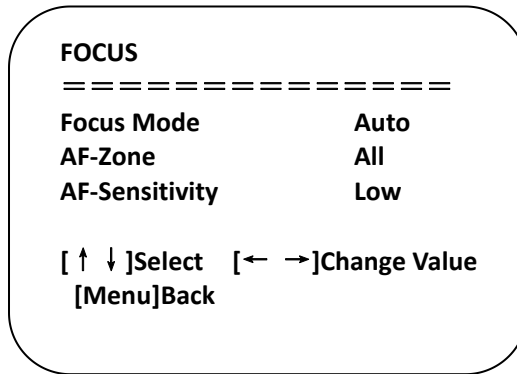 FOCUS
==============
Focus Mode Auto
AF-Zone All
AF-Sensitivity Low
[ ↑ ↓ ]Select [← →]Change Value
[Menu]Back